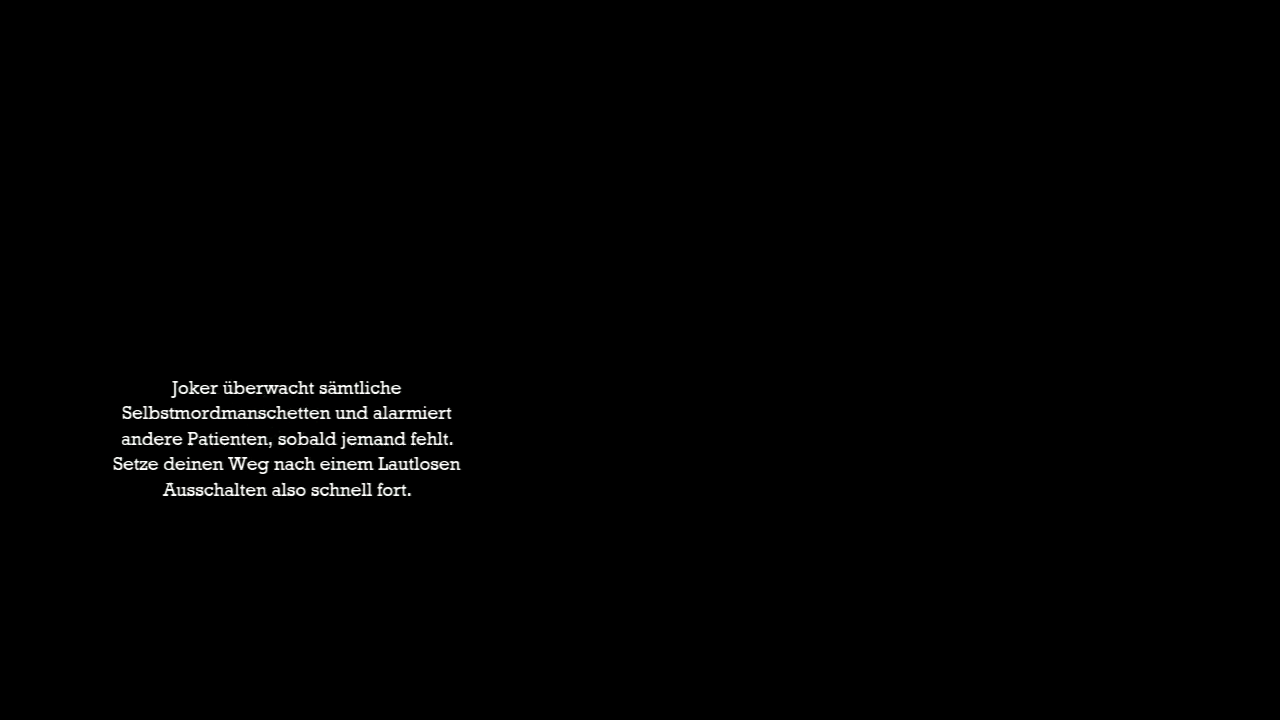 Joker überwacht sämtliche
Selbstmordmanschetten und alarmiert
andere Patienten, sobald jemand fehlt.
Setze deinen Weg nach einem Lautlosen
Ausschalten also schnell fort.